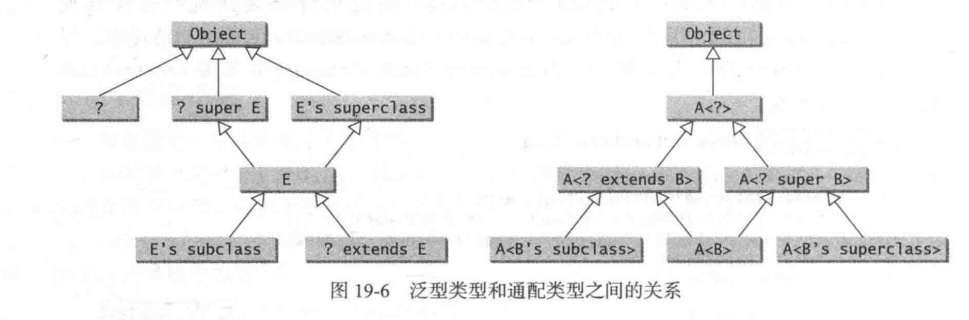 Object
Object
?
? super E
E's superclass
A<?>
E
A<? extends B>
A<? super B>
E's subclass
? extends E
A<B's subclass>
A<B>
A<B's superclass>
图 19-6 泛型类型和通配类型之间的关系